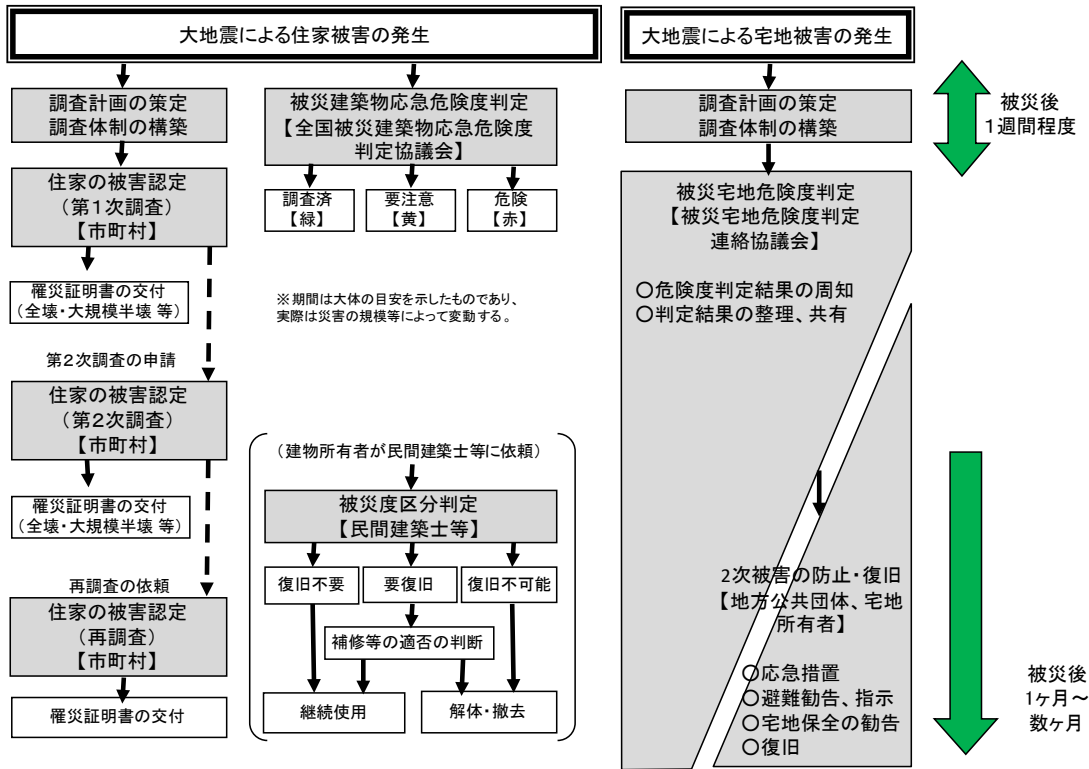 大地震による住家被害の発生
調査計画の策定
調査体制の構築
住家の被害認定
(第1次調査)
【市町村】
罹災証明書の交付
(全壊・大規模半壊 等)
第2次調査の申請
住家の被害認定
(第2次調査)
【市町村】
罹災証明書の交付
(全壊・大規模半壊 等)
再調査の依頼
住家の被害認定
(再調査)
【市町村】
罹災証明書の交付
被災建築物応急危険度判定
【全国被災建築物応急危険度
判定協議会】
調査済
【緑】
要注意
【黄】
危険
【赤】
※期間は大体の目安を示したものであり、
実際は災害の規模等によって変動する。
(建物所有者が民間建築士等に依頼)
被災度区分判定
【民間建築士等】
復旧不要
要復旧
復旧不可能
補修等の適否の判断
継続使用
解体・撤去
大地震による宅地被害の発生
調査計画の策定
調査体制の構築
被災宅地危険度判定
【被災宅地危険度判定
連絡協議会】
○危険度判定結果の周知
○判定結果の整理、共有
2次被害の防止・復旧
【地方公共団体、宅地
所有者】
○応急措置
○避難勧告、指示
○宅地保全の勧告
○復旧
被災後
1週間程度
被災後
1ヶ月~
数ヶ月